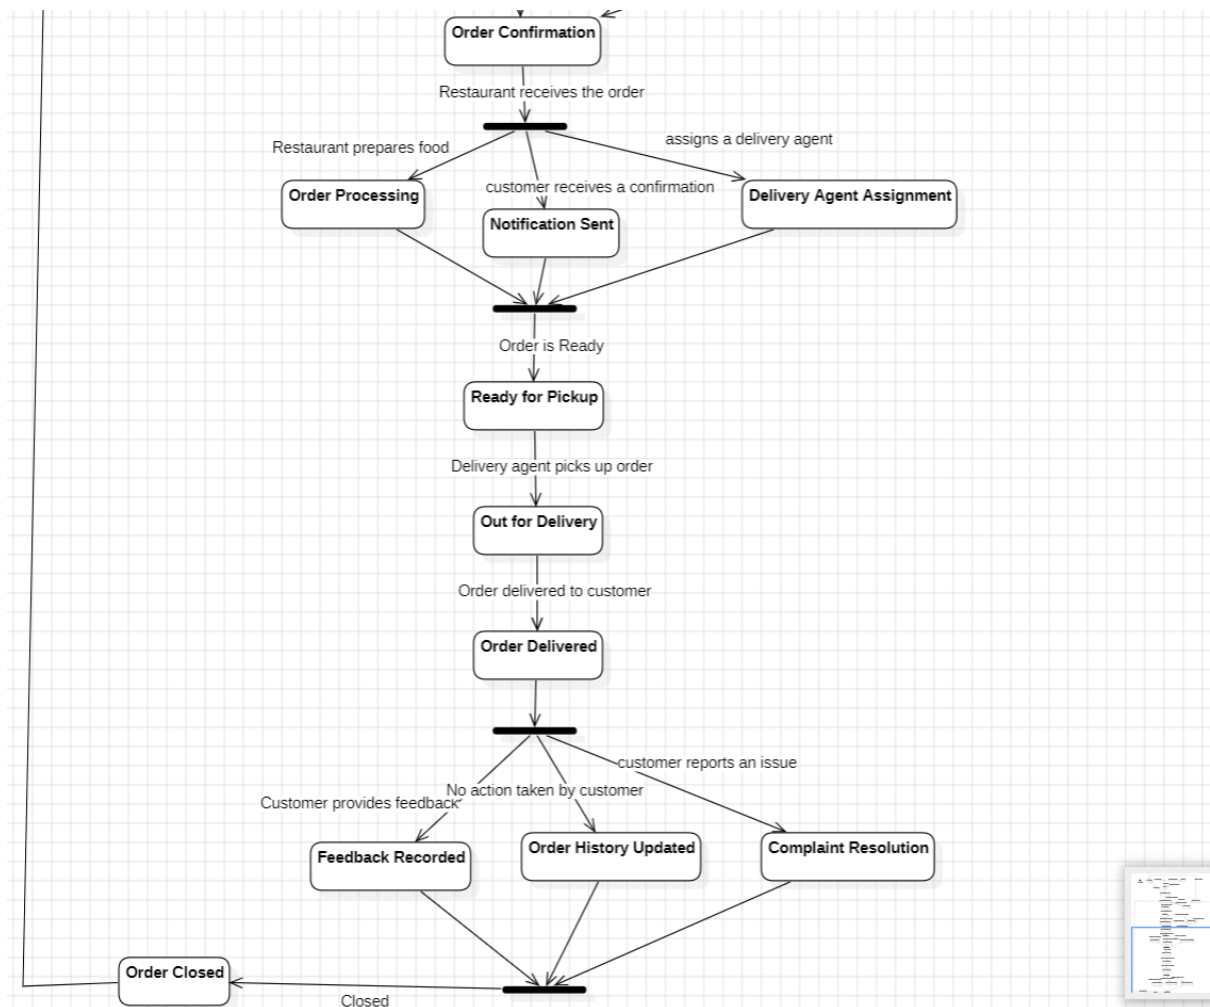 Order Confirmation
Restaurant receives the order
assigns a delivery agent
Restaurant prepares food
customer receives a confirmation
Order Processing
Delivery Agent Assignment
Notification Sent
Order is Ready
Ready for Pickup
Delivery agent picks up order
Out for Delivery
Order delivered to customer
Order Delivered
customer reports an issue
No action taken by customer
Customer provides feedback
Feedback Recorded
Order History Updated
Complaint Resolution
Order Closed
Closed